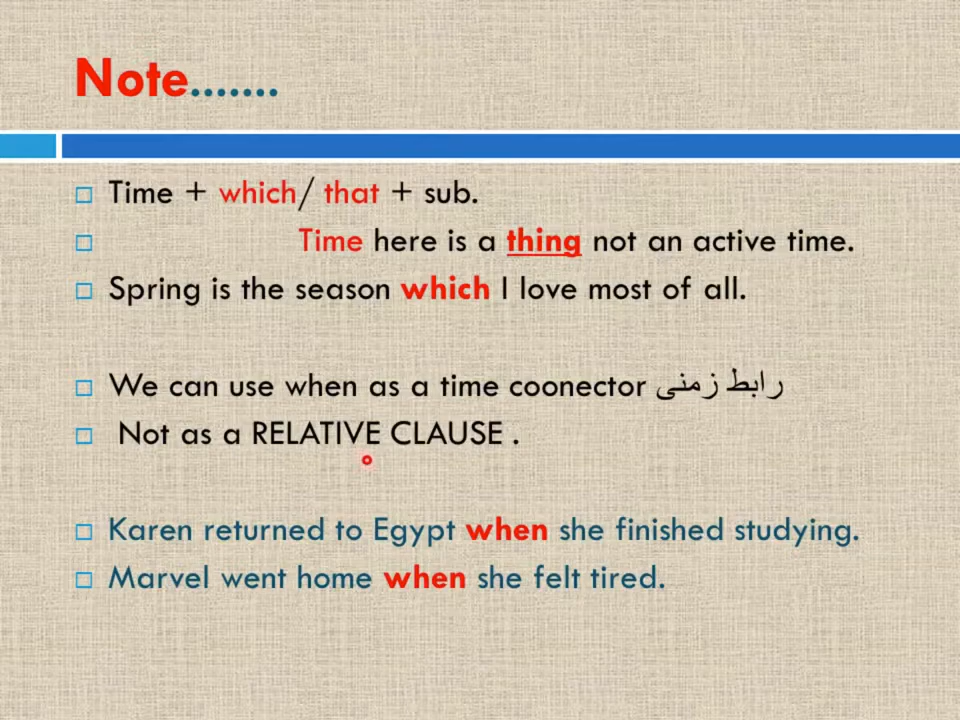 Note.......
Time + which/ that + sub.
Time here is a thing not an active time.
Spring is the season which I love most of all.
We can use when as a time coonector رابط زمنى
Not as a RELATIVE CLAUSE .
Karen returned to Egypt when she finished studying.
Marvel went home when she felt tired.